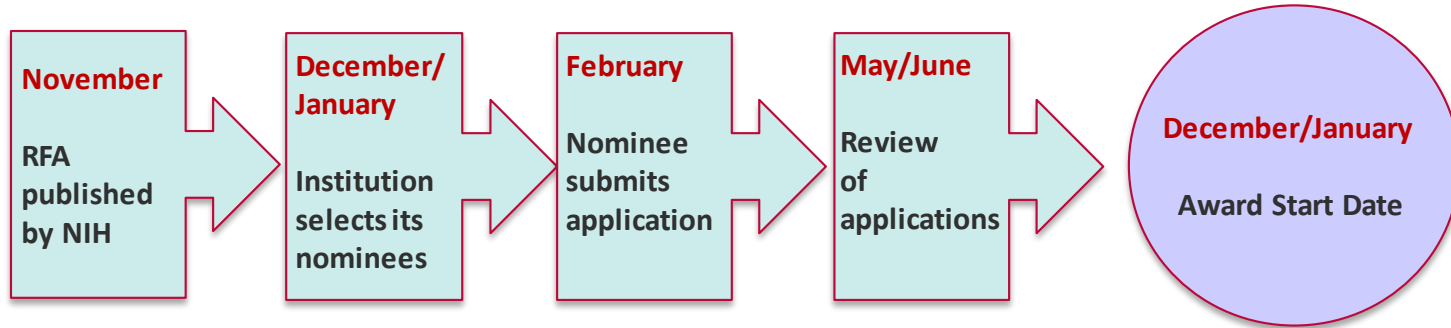 November
RFA
published
by NIH
December/
January
Institution
selects its
nominees
February
Nominee
submits
application
May/June
Review
of
applications
December/January
Award Start Date